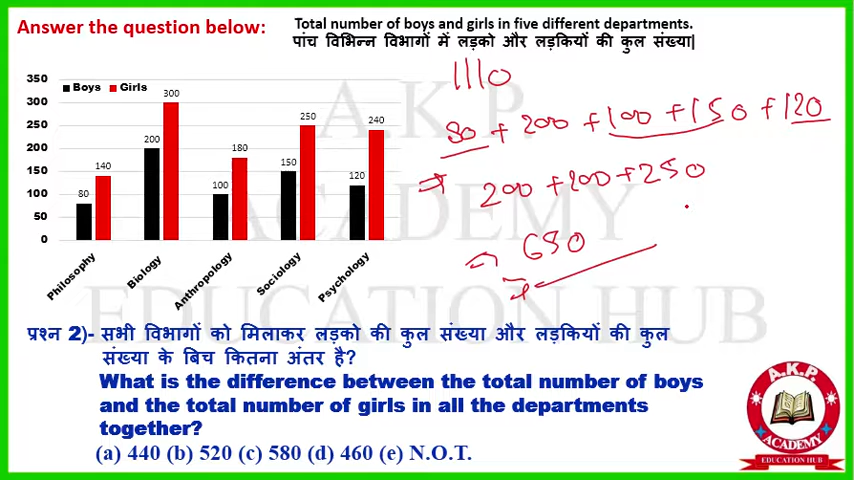 Answer the question below:
Total number of boys and girls in five different departments.
पांच विभिन्न विभागों में लड़को और लड़कियों की कुल संख्या|
1110
80 + 200 + 100 + 150 + 120
⇒ 200 + 200 + 250
650
350
300
250
200
150
100
50
0
Boys Girls
80 140
200 300
100 180
150 250
120 240
Philosophy
Biology
Anthropology
Sociology
Psychology
A.K.P
ACADEMY
EDUCATION HUB
प्रश्न 2)- सभी विभागों को मिलाकर लड़को की कुल संख्या और लड़कियों की कुल
संख्या के बिच कितना अंतर है?
What is the difference between the total number of boys
and the total number of girls in all the departments
together?
(a) 440 (b) 520 (c) 580 (d) 460 (e) N.O.T.
A.K.P.
ACADEMY
EDUCATION HUB